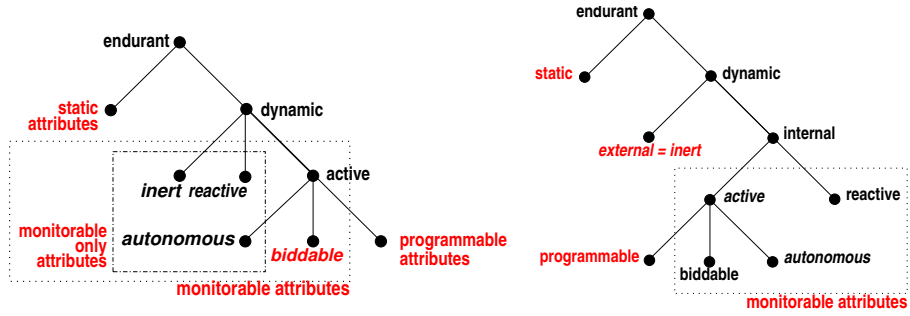 endurant
static
attributes
dynamic
inert reactive
active
monitorable
only
attributes
autonomous
biddable
programmable
attributes
monitorable attributes
endurant
static
dynamic
external = inert
internal
active
reactive
programmable
biddable
autonomous
monitorable attributes